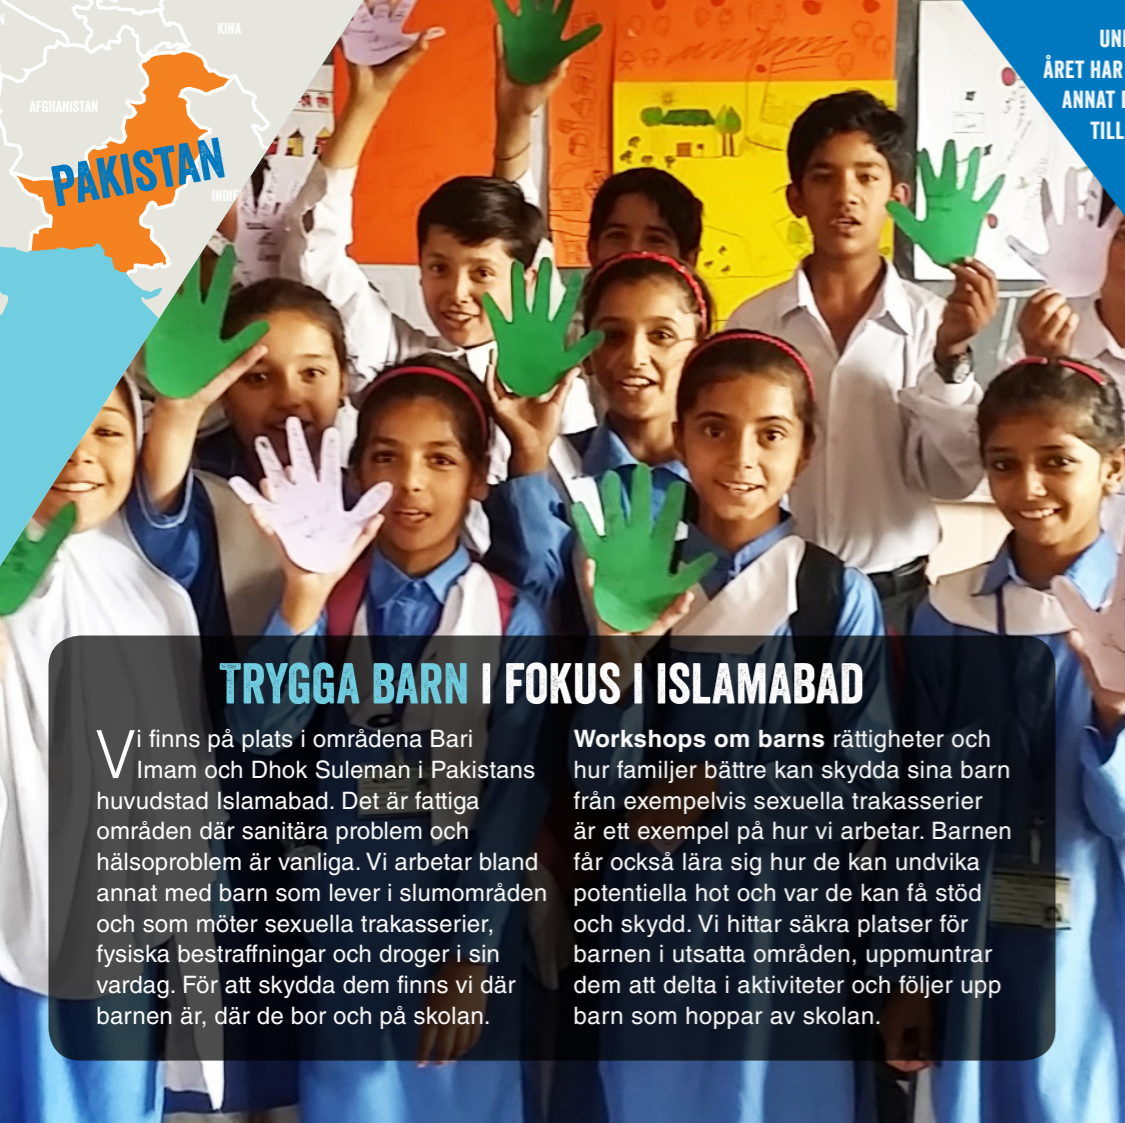 KINA
AFGHANISTAN
PAKISTAN
ÅRET HAR
ANNAT
TILL
TRYGGA BARN I FOKUS I ISLAMABAD
Vi finns på plats i områdena Bari
Imam och Dhok Suleman i Pakistans
huvudstad Islamabad. Det är fattiga
områden där sanitära problem och
hälsoproblem är vanliga. Vi arbetar bland
annat med barn som lever i slumområden
och som möter sexuella trakasserier,
fysiska bestraffningar och droger i sin
vardag. För att skydda dem finns vi där
barnen är, där de bor och på skolan.
Workshops om barns rättigheter och
hur familjer bättre kan skydda sina barn
från exempelvis sexuella trakasserier
är ett exempel på hur vi arbetar. Barnen
får också lära sig hur de kan undvika
potentiella hot och var de kan få stöd
och skydd. Vi hittar säkra platser för
barnen i utsatta områden, uppmuntrar
dem att delta i aktiviteter och följer upp
barn som hoppar av skolan.